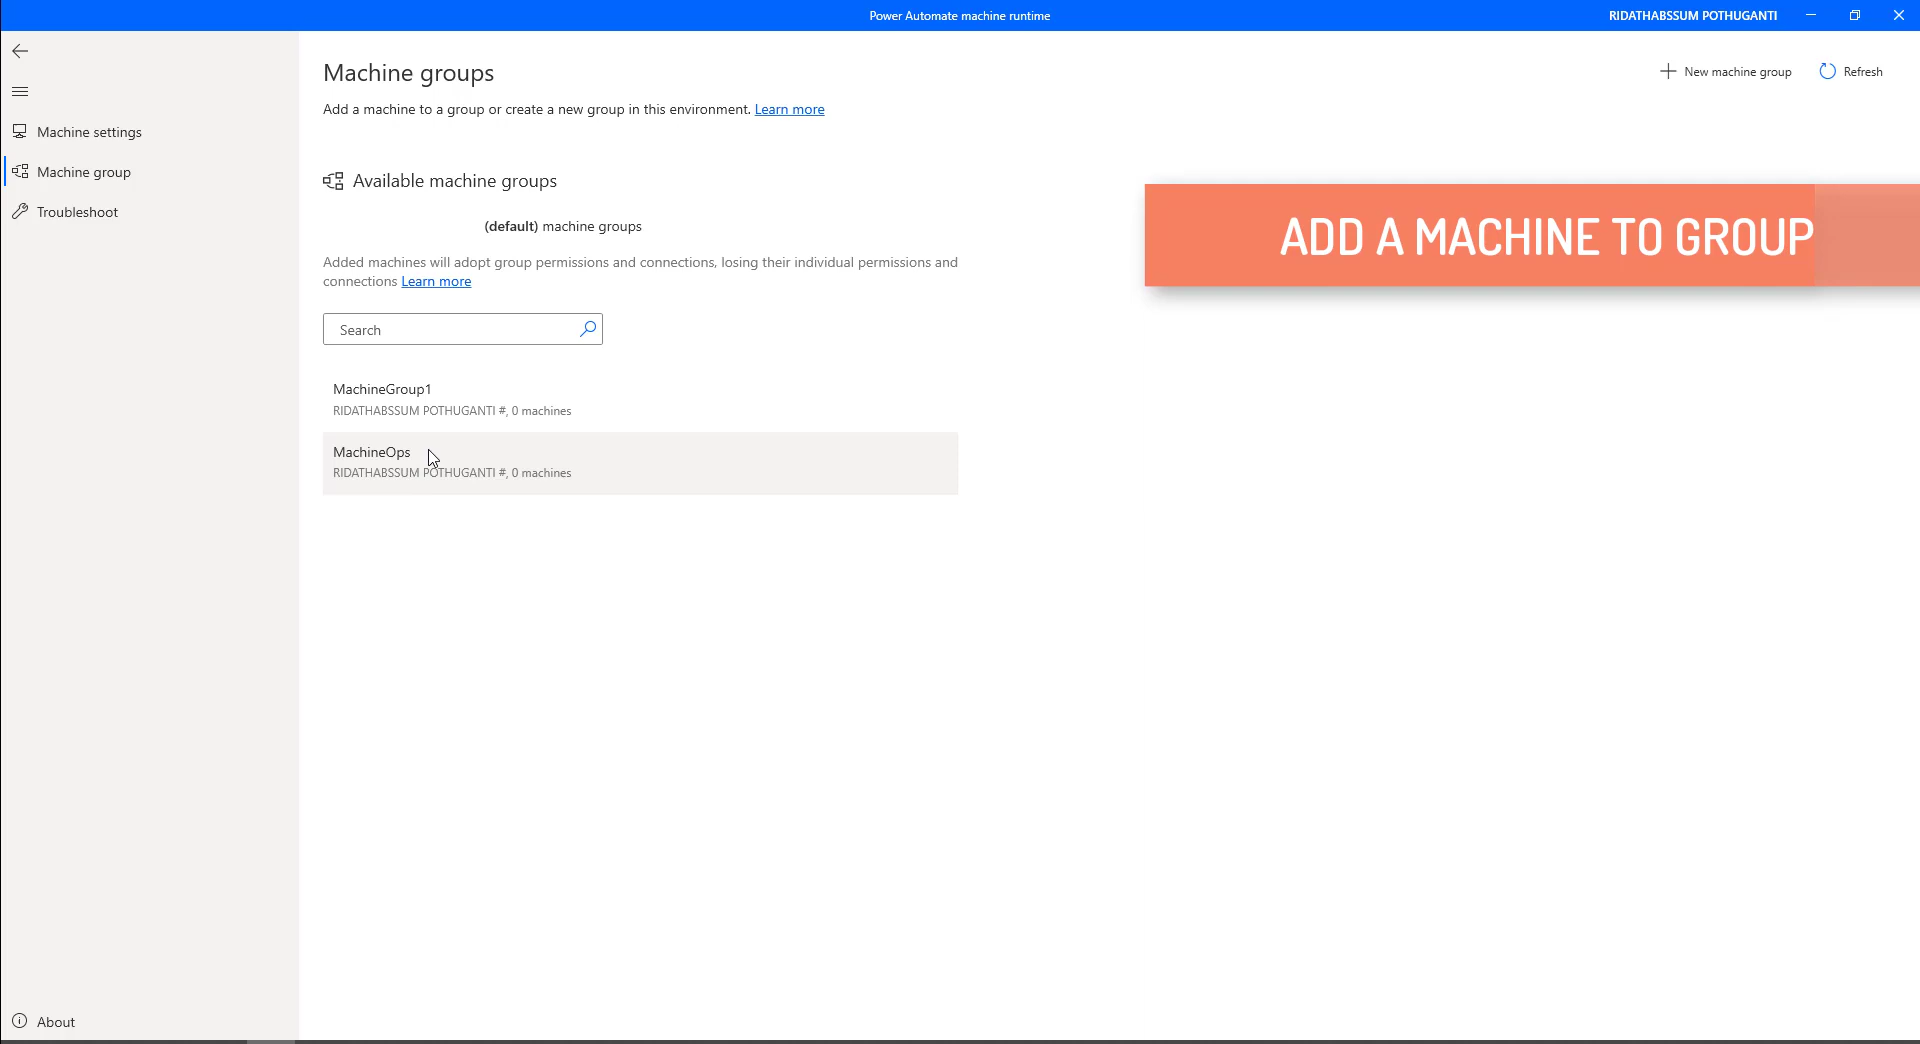 Power Automate machine runtime
RIDATHABSSUM POTHUGANTI
Machine groups
New machine group
Refresh
Add a machine to a group or create a new group in this environment. Learn more
Machine settings
Machine group
Troubleshoot
Available machine groups
(default) machine groups
ADD A MACHINE TO GROUP
Added machines will adopt group permissions and connections, losing their individual permissions and
connections Learn more
Search
MachineGroup1
RIDATHABSSUM POTHUGANTI #, 0 machines
MachineOps
RIDATHABSSUM POTHUGANTI #, 0 machines
About